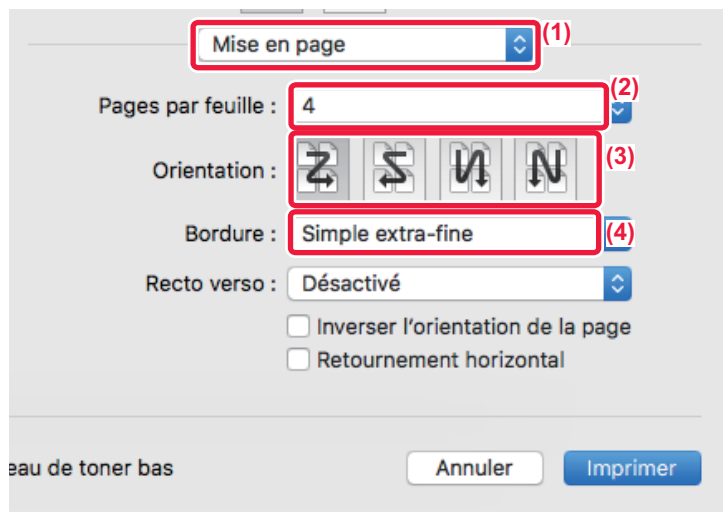 Mise en page (1)
Pages par feuille : 4 (2)
Orientation : (3)
Bordure : Simple extra-fine (4)
Recto verso : Désactivé
Inverser l'orientation de la page
Retournement horizontal
eau de toner bas Annuler Imprimer